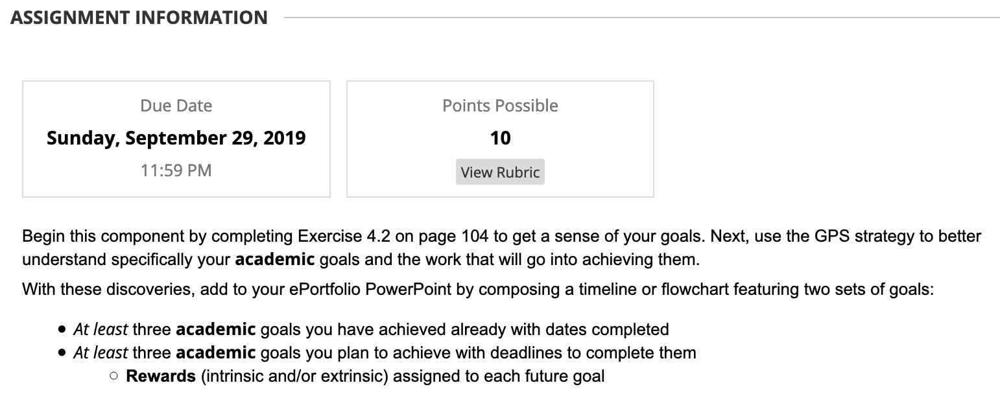 ASSIGNMENT INFORMATION
Due Date
Sunday, September 29, 2019
11:59 PM
Points Possible
10
View Rubric
Begin this component by completing Exercise 4.2 on page 104 to get a sense of your goals. Next, use the GPS strategy to better
understand specifically your academic goals and the work that will go into achieving them.
With these discoveries, add to your ePortfolio PowerPoint by composing a timeline or flowchart featuring two sets of goals:
• At least three academic goals you have achieved already with dates completed
• At least three academic goals you plan to achieve with deadlines to complete them
○ Rewards (intrinsic and/or extrinsic) assigned to each future goal